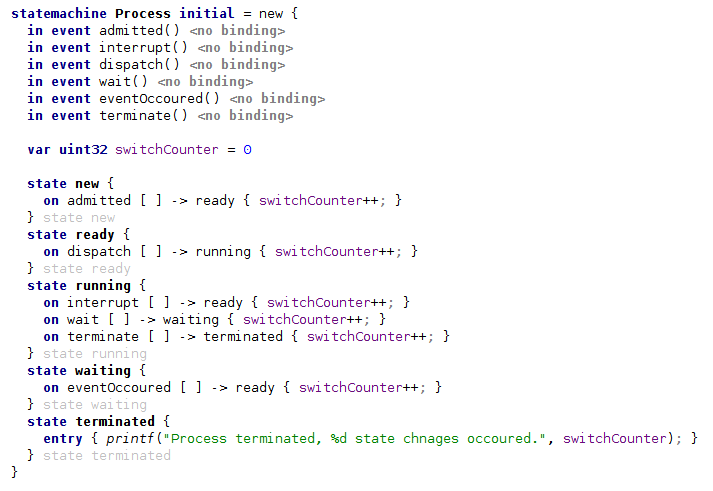 statemachine Process initial = new {
  in event admitted() <no binding>
  in event interrupt() <no binding>
  in event dispatch() <no binding>
  in event wait() <no binding>
  in event eventOccoured() <no binding>
  in event terminate() <no binding>

  var uint32 switchCounter = 0

  state new {
    on admitted [ ] -> ready { switchCounter++; }
  } state new
  state ready {
    on dispatch [ ] -> running { switchCounter++; }
  } state ready
  state running {
    on interrupt [ ] -> ready { switchCounter++; }
    on wait [ ] -> waiting { switchCounter++; }
    on terminate [ ] -> terminated { switchCounter++; }
  } state running
  state waiting {
    on eventOccoured [ ] -> ready { switchCounter++; }
  } state waiting
  state terminated {
    entry { printf("Process terminated, %d state chnages occoured.", switchCounter); }
  } state terminated
}